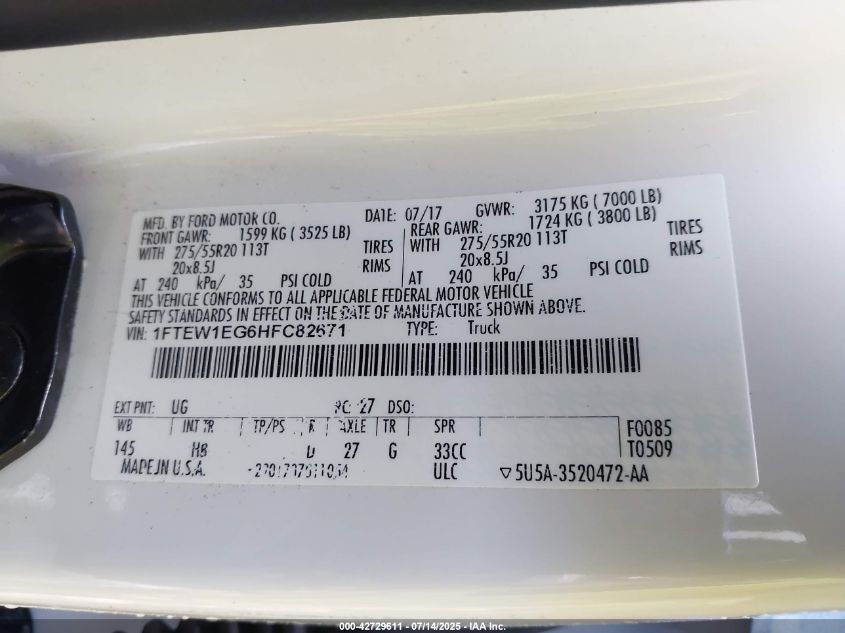 MFD. BY FORD MOTOR CO. DATE: 07/17 GVWR: 3175 KG ( 7000 LB)
FRONT GAWR: 1599 KG ( 3525 LB) REAR GAWR: 1724 KG ( 3800 LB)
WITH 275/55R20 113T TIRES WITH 275/55R20 113T TIRES
20x8.5J RIMS 20x8.5J RIMS
AT 240 kPa/ 35 PSI COLD AT 240 kPa/ 35 PSI COLD
THIS VEHICLE CONFORMS TO ALL APPLICABLE FEDERAL MOTOR VEHICLE
SAFETY STANDARDS IN EFFECT ON THE DATE OF MANUFACTURE SHOWN ABOVE.
VIN: 1FTEW1EG6HFC82671 TYPE: Truck
EXT PNT: UG RC: 27 DSO:
WB INT TR TP/PS R AXLE TR SPR F0085
145 H8 D 27 G 33CC T0509
MADE IN U.S.A. ULC ▽5U5A-3520472-AA
000-42729611 - 07/14/2025 - IAA Inc.